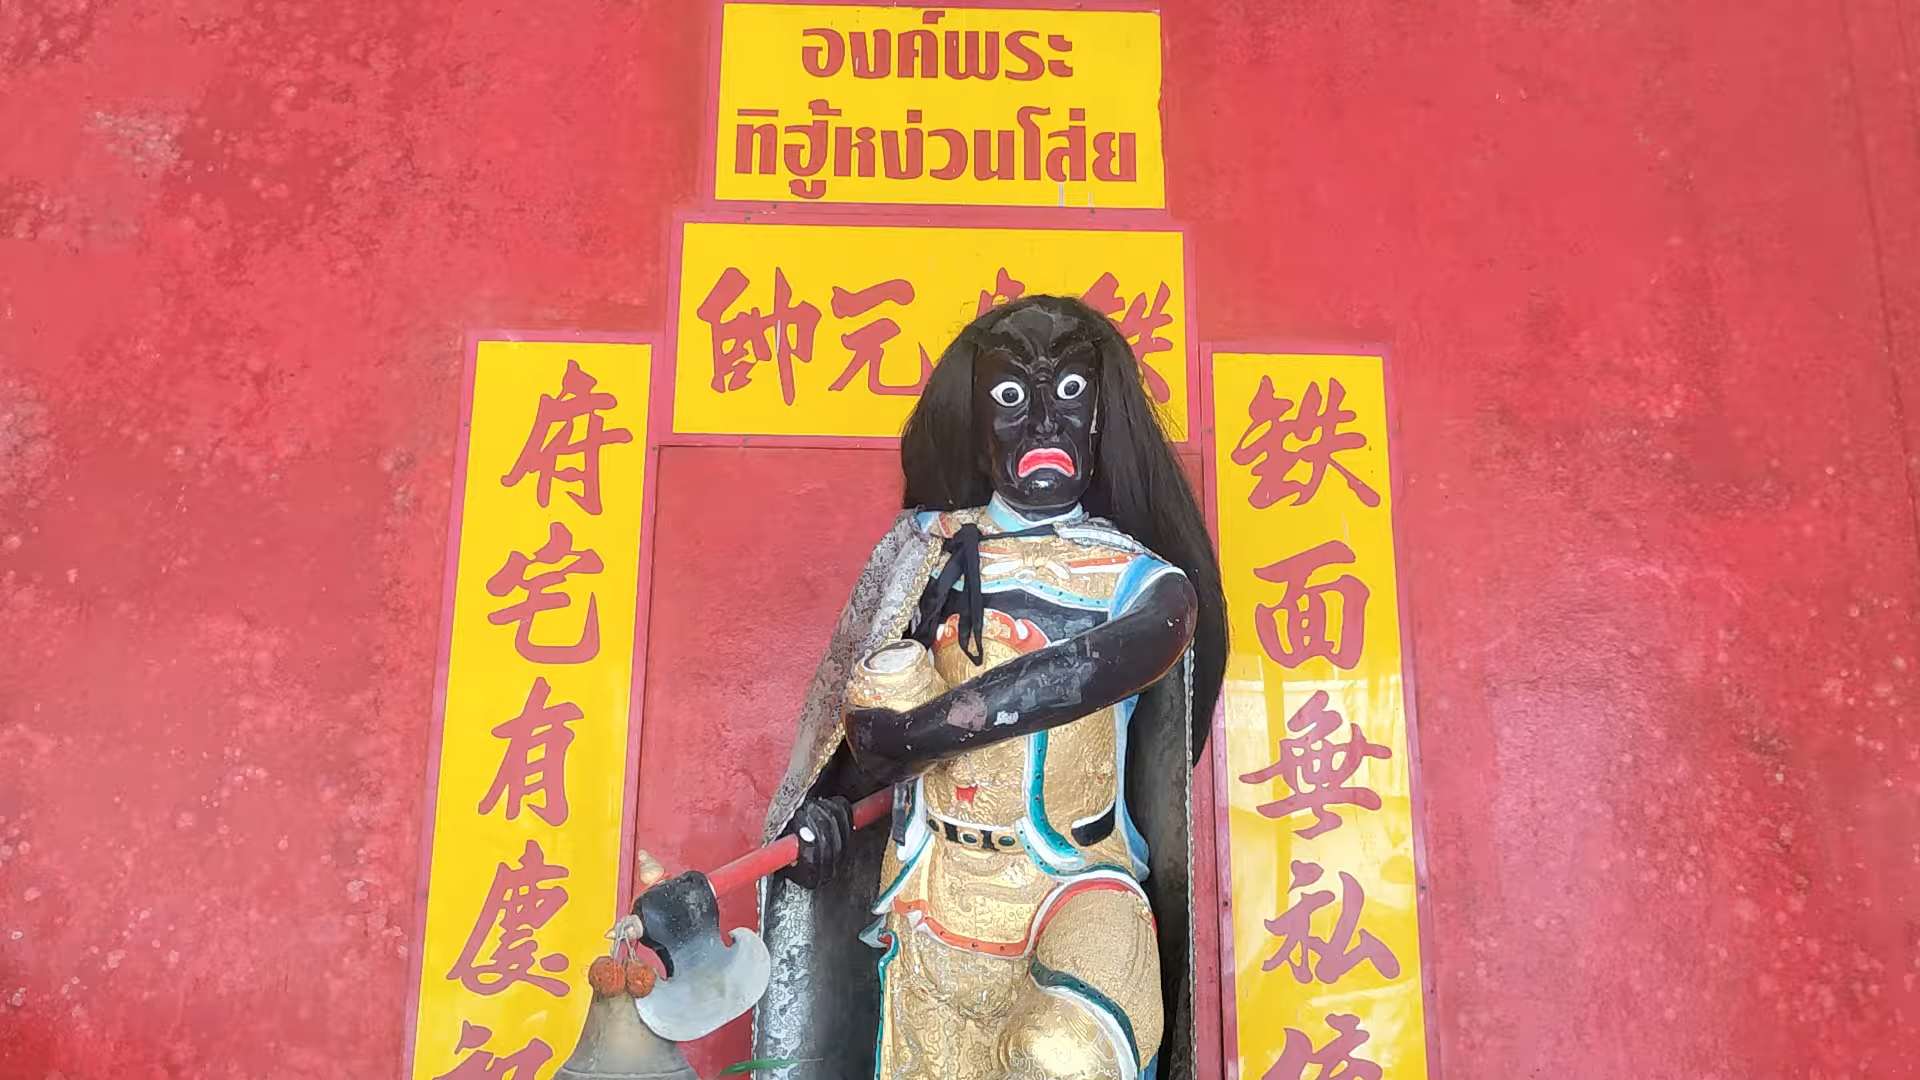 องค์พระ
ทิฮู้หง่วนโส่ย
帥元 鉄
鉄面無私
府宅有慶